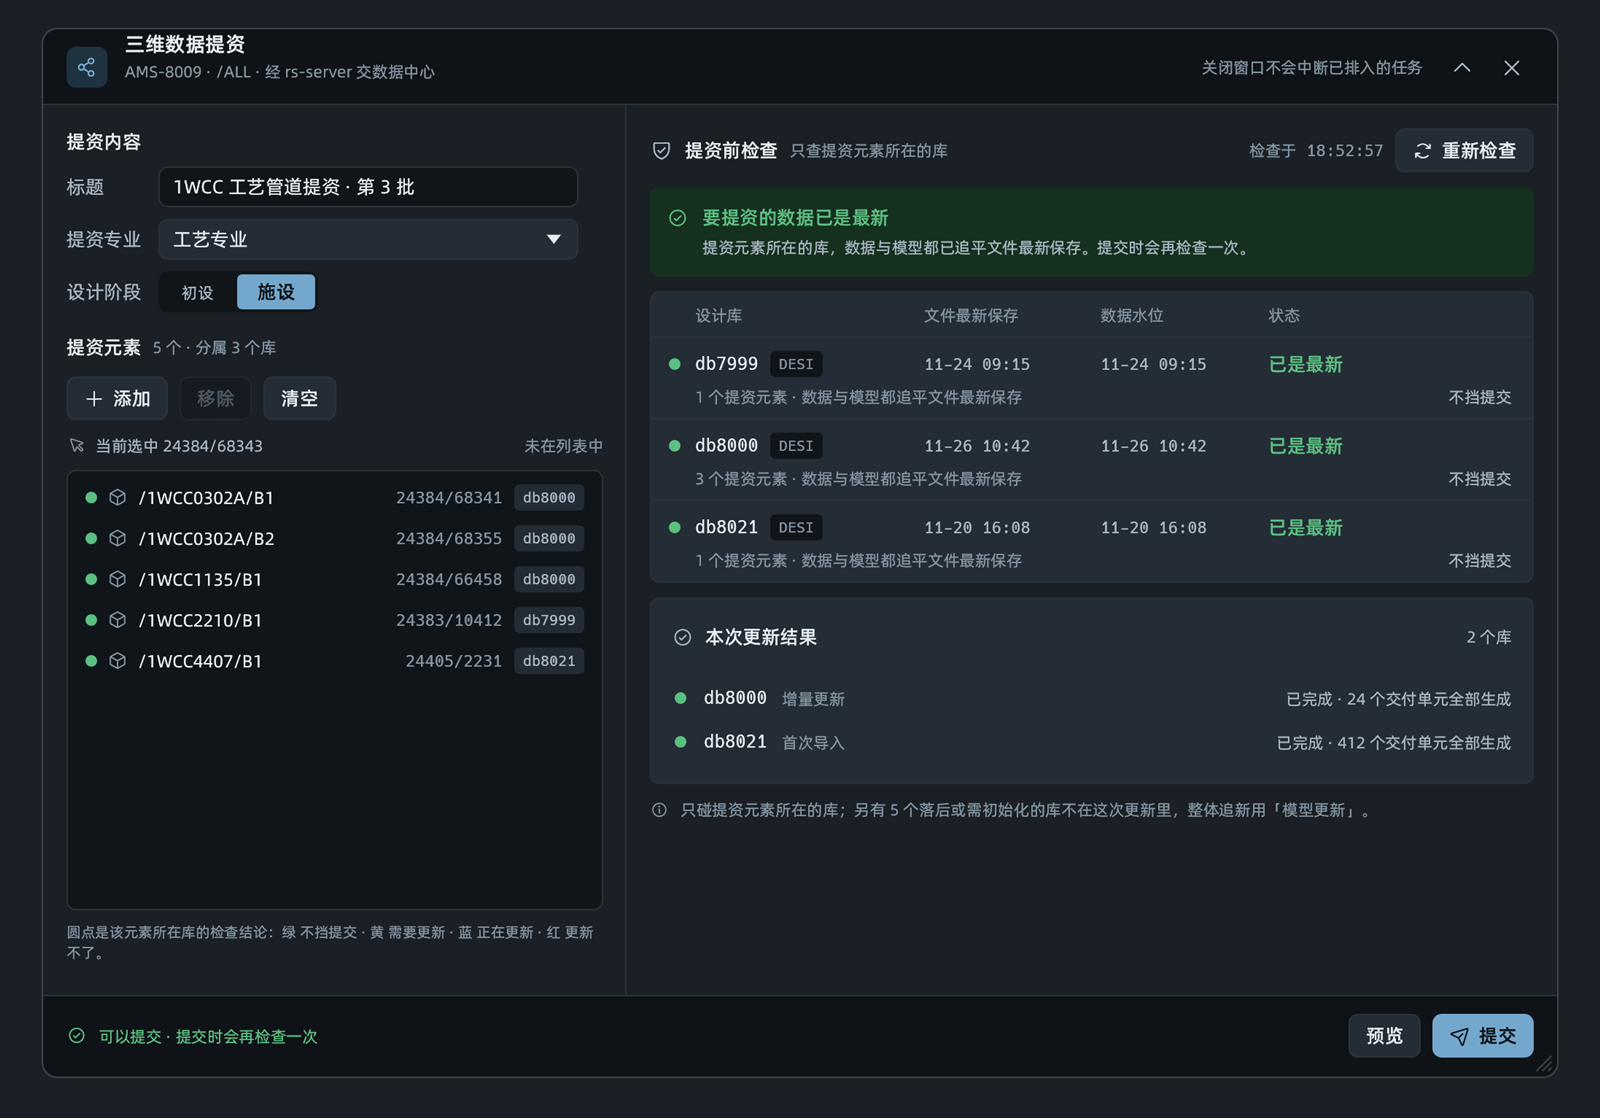 三维数据提资
AMS-8009 · /ALL · 经 rs-server 交数据中心
关闭窗口不会中断已排入的任务
提资内容
标题
1WCC 工艺管道提资 · 第 3 批
提资专业
工艺专业
设计阶段
初设
施设
提资元素 5 个 · 分属 3 个库
添加
移除
清空
当前选中 24384/68343
未在列表中
/1WCC0302A/B1 24384/68341 db8000
/1WCC0302A/B2 24384/68355 db8000
/1WCC1135/B1 24384/66458 db8000
/1WCC2210/B1 24383/10412 db7999
/1WCC4407/B1 24405/2231 db8021
圆点是该元素所在库的检查结论：绿 不挡提交 · 黄 需要更新 · 蓝 正在更新 · 红 更新
不了。
提资前检查 只查提资元素所在的库
检查于 18:52:57
重新检查
要提资的数据已是最新
提资元素所在的库，数据与模型都已追平文件最新保存。提交时会再检查一次。
设计库 文件最新保存 数据水位 状态
db7999 DESI 11-24 09:15 11-24 09:15 已是最新
1 个提资元素 · 数据与模型都追平文件最新保存 不挡提交
db8000 DESI 11-26 10:42 11-26 10:42 已是最新
3 个提资元素 · 数据与模型都追平文件最新保存 不挡提交
db8021 DESI 11-20 16:08 11-20 16:08 已是最新
1 个提资元素 · 数据与模型都追平文件最新保存 不挡提交
本次更新结果 2 个库
db8000 增量更新 已完成 · 24 个交付单元全部生成
db8021 首次导入 已完成 · 412 个交付单元全部生成
只碰提资元素所在的库；另有 5 个落后或需初始化的库不在这次更新里，整体追新用「模型更新」。
可以提交 · 提交时会再检查一次
预览
提交